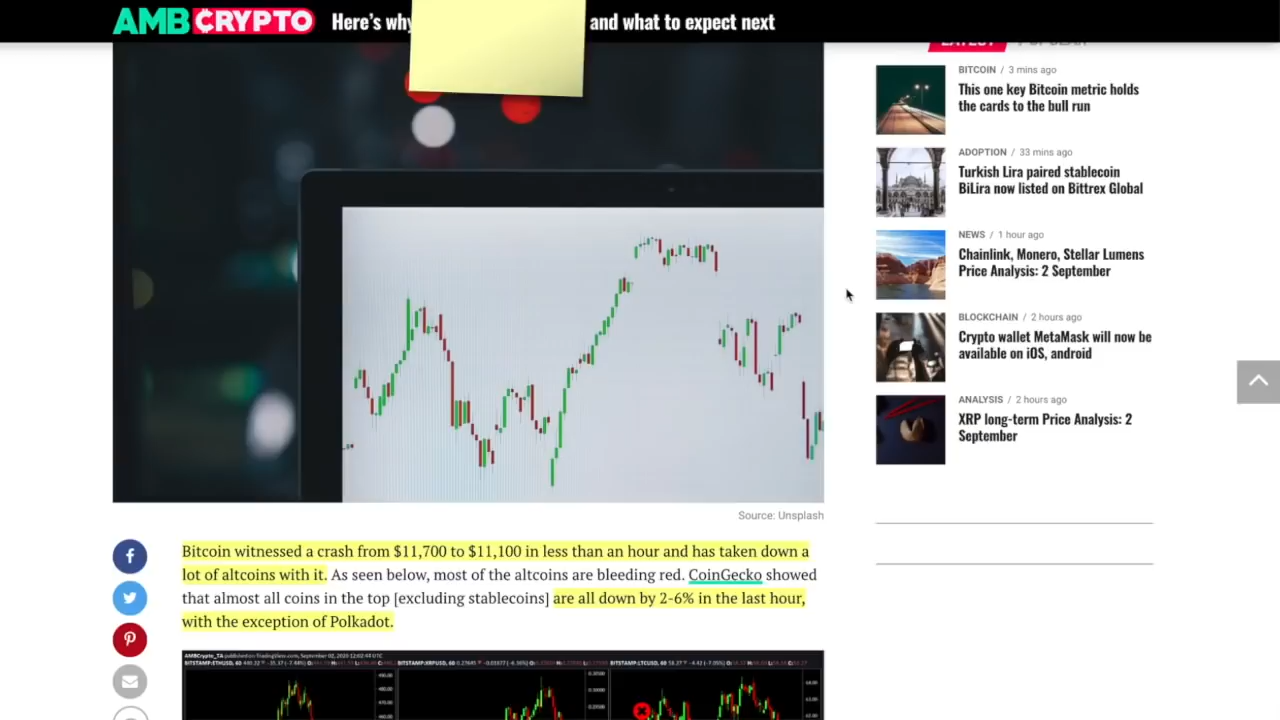 AMBCRYPTO Here's why and what to expect next
LATEST POPULAR
BITCOIN / 3 mins ago
This one key Bitcoin metric holds
the cards to the bull run
ADOPTION / 33 mins ago
Turkish Lira paired stablecoin
BiLira now listed on Bittrex Global
NEWS / 1 hour ago
Chainlink, Monero, Stellar Lumens
Price Analysis: 2 September
BLOCKCHAIN / 2 hours ago
Crypto wallet MetaMask will now be
available on iOS, android
ANALYSIS / 2 hours ago
XRP long-term Price Analysis: 2
September
Source: Unsplash
Bitcoin witnessed a crash from $11,700 to $11,100 in less than an hour and has taken down a
lot of altcoins with it. As seen below, most of the altcoins are bleeding red. CoinGecko showed
that almost all coins in the top [excluding stablecoins] are all down by 2-6% in the last hour,
with the exception of Polkadot.